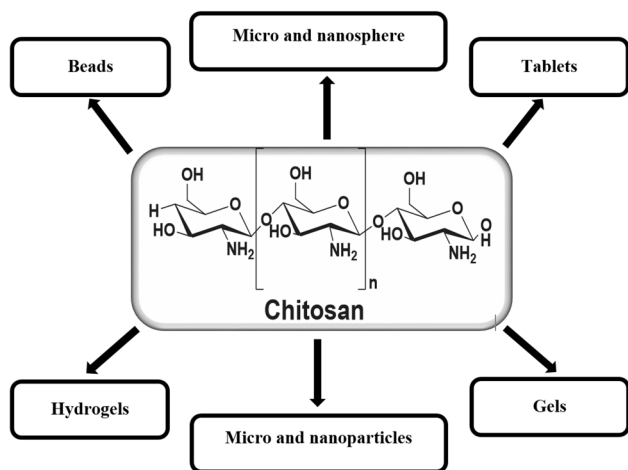 Micro and nanosphere
Beads
Tablets
OH
OH
OH
H
O
O
O
O
O
O
H
HO
HO
HO
NH2
NH2
NH2
n
Chitosan
Hydrogels
Gels
Micro and nanoparticles